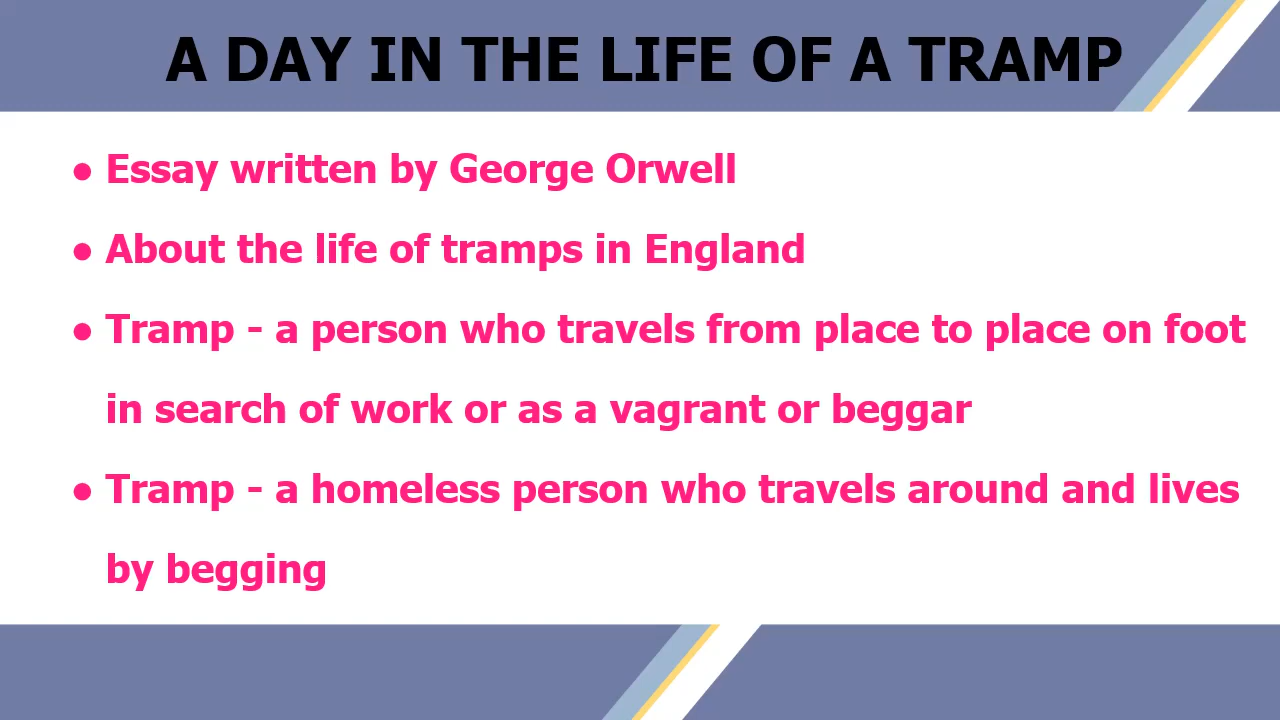 A DAY IN THE LIFE OF A TRAMP
● Essay written by George Orwell
● About the life of tramps in England
● Tramp - a person who travels from place to place on foot
in search of work or as a vagrant or beggar
● Tramp - a homeless person who travels around and lives
by begging